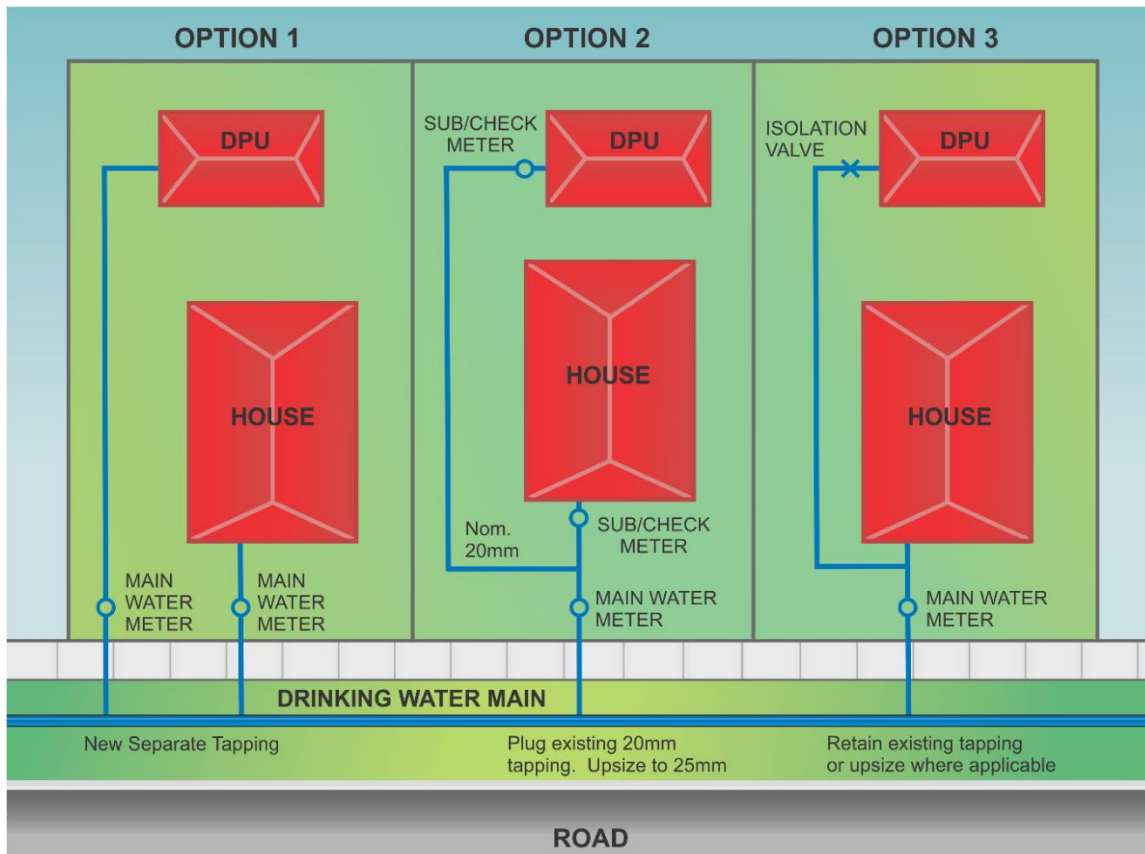 OPTION 1
OPTION 2
OPTION 3
DPU
SUB/CHECK
METER
DPU
ISOLATION
VALVE
DPU
HOUSE
HOUSE
HOUSE
Nom.
20mm
SUB/CHECK
METER
MAIN
WATER
METER
MAIN
WATER
METER
MAIN WATER
METER
MAIN WATER
METER
DRINKING WATER MAIN
New Separate Tapping
Plug existing 20mm
tapping.  Upsize to 25mm
Retain existing tapping
or upsize where applicable
ROAD